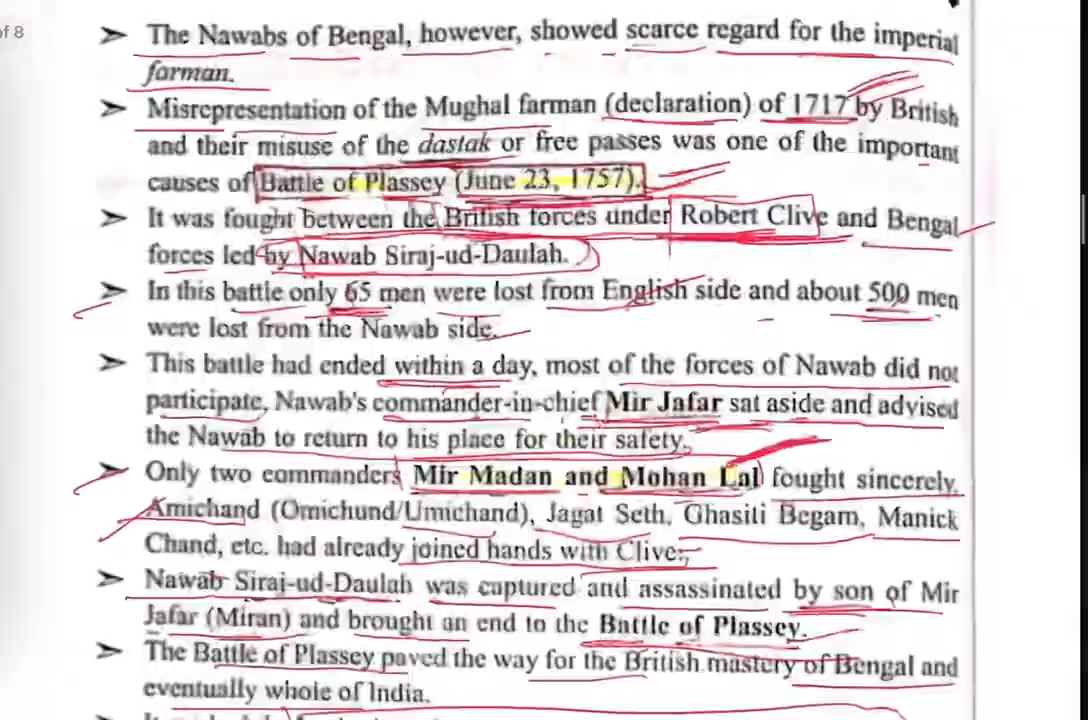 of 8
➤ The Nawabs of Bengal, however, showed scarce regard for the imperial
farman.
➤ Misrepresentation of the Mughal farman (declaration) of 1717 by British
and their misuse of the dastak or free passes was one of the important
causes of Battle of Plassey (June 23, 1757).
➤ It was fought between the British forces under Robert Clive and Bengal
forces led by Nawab Siraj-ud-Daulah.
➤ In this battle only 65 men were lost from English side and about 500 men
were lost from the Nawab side.
➤ This battle had ended within a day, most of the forces of Nawab did not
participate, Nawab's commander-in-chief Mir Jafar sat aside and advised
the Nawab to return to his place for their safety.
➤ Only two commanders Mir Madan and Mohan Lal fought sincerely.
Amichand (Omichund/Umichand), Jagat Seth, Ghasiti Begam, Manick
Chand, etc. had already joined hands with Clive.
➤ Nawab Siraj-ud-Daulah was captured and assassinated by son of Mir
Jafar (Miran) and brought an end to the Battle of Plassey.
➤ The Battle of Plassey paved the way for the British mastery of Bengal and
eventually whole of India.